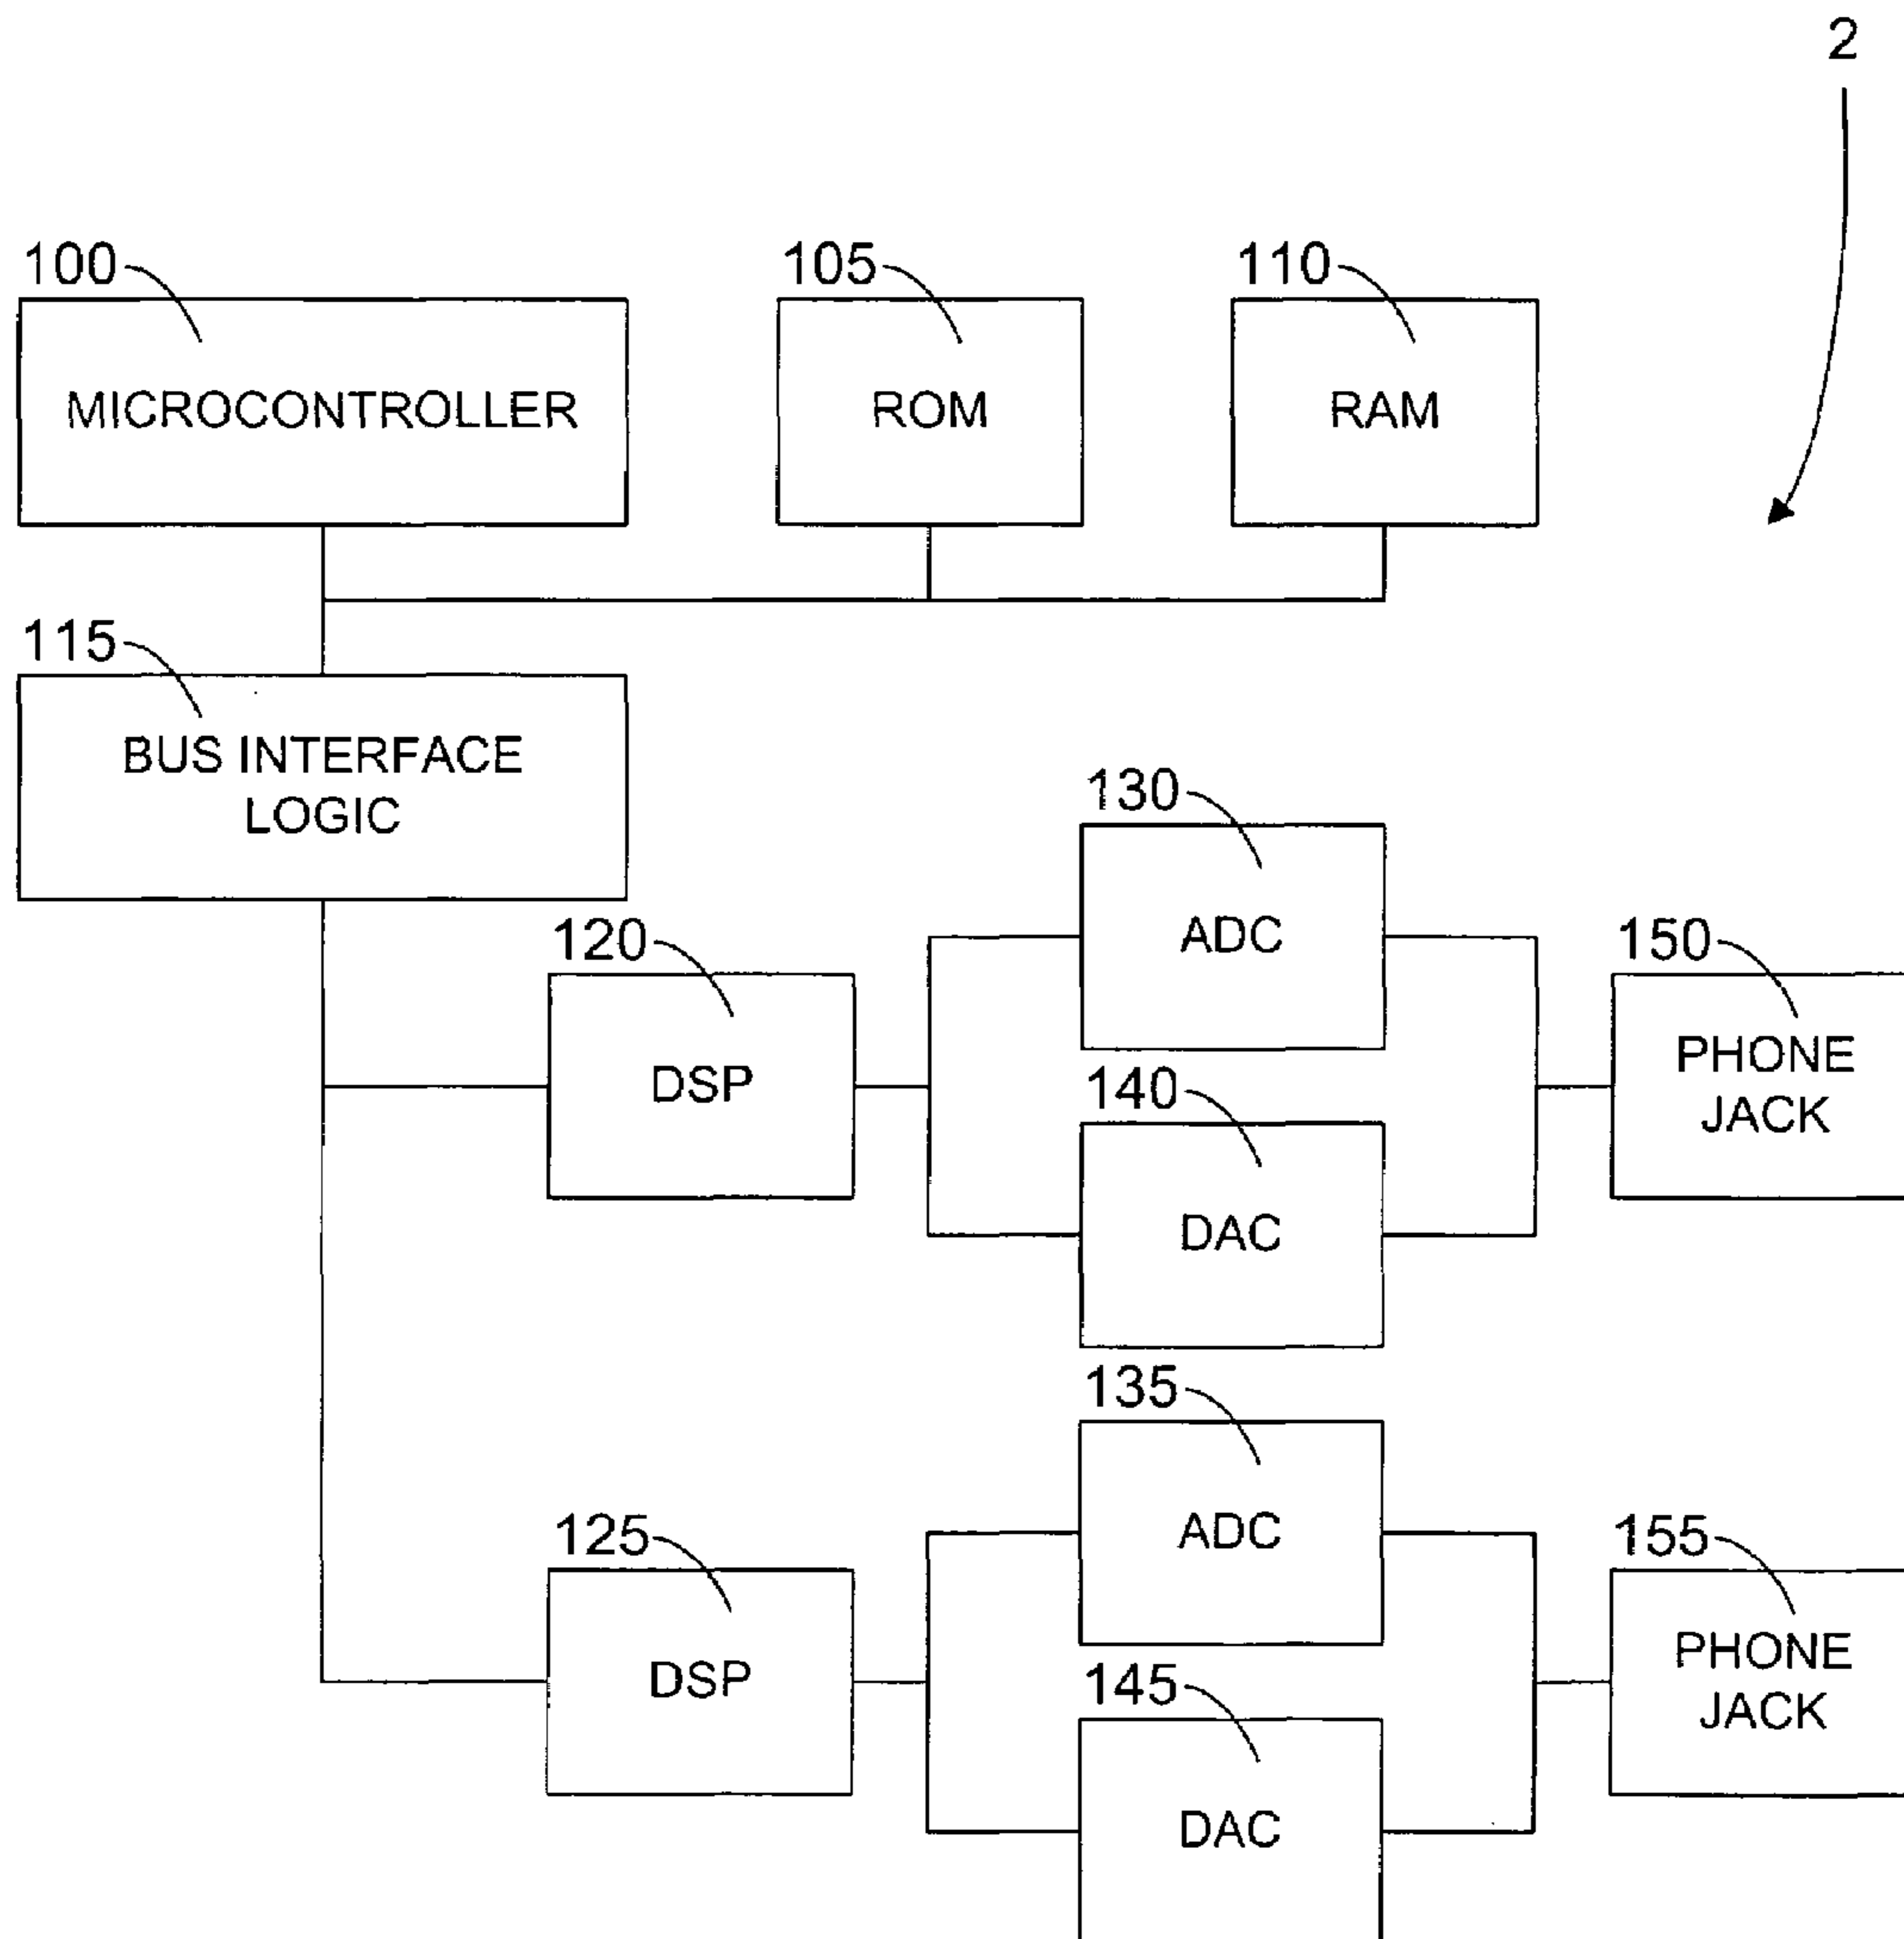 2
100
105
110
MICROCONTROLLER
ROM
RAM
115
BUS INTERFACE
LOGIC
130
ADC
120
DSP
150
PHONE
JACK
140
DAC
135
ADC
125
DSP
155
PHONE
JACK
145
DAC